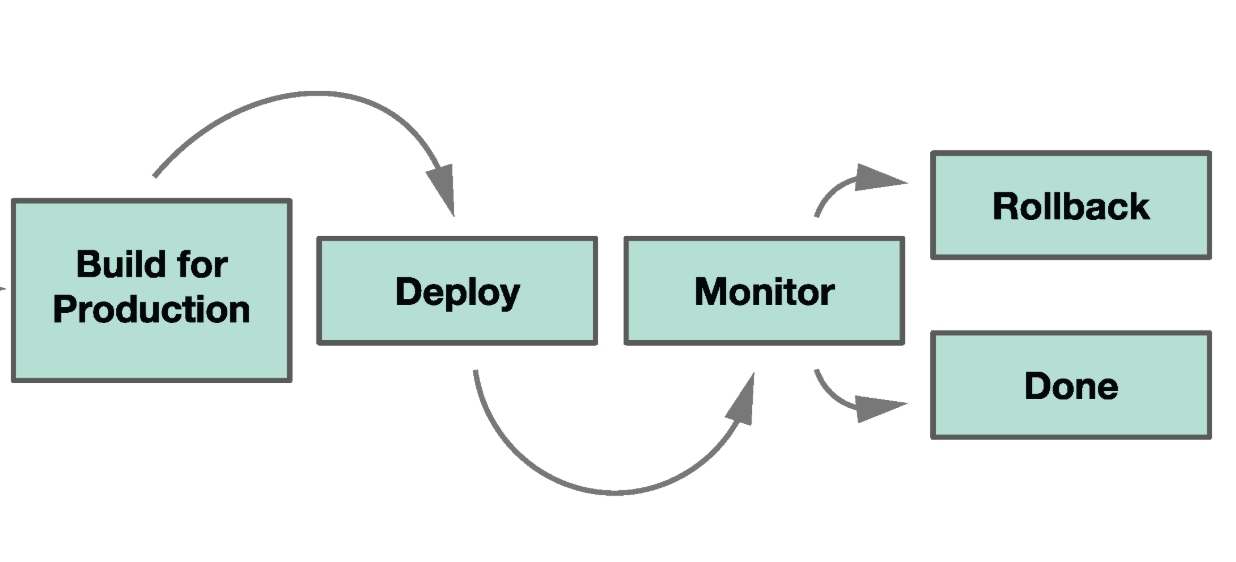 Build for
Production
Deploy
Monitor
Rollback
Done